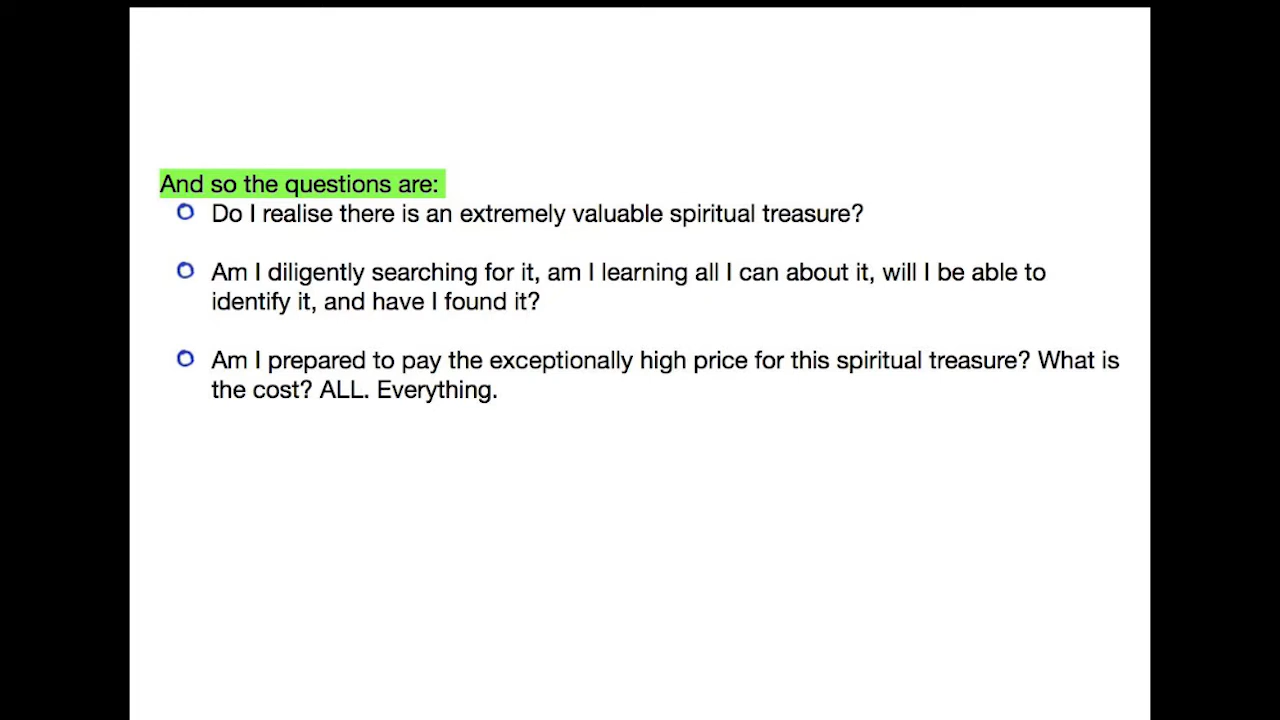 And so the questions are:
Do I realise there is an extremely valuable spiritual treasure?
Am I diligently searching for it, am I learning all I can about it, will I be able to
identify it, and have I found it?
Am I prepared to pay the exceptionally high price for this spiritual treasure? What is
the cost? ALL. Everything.